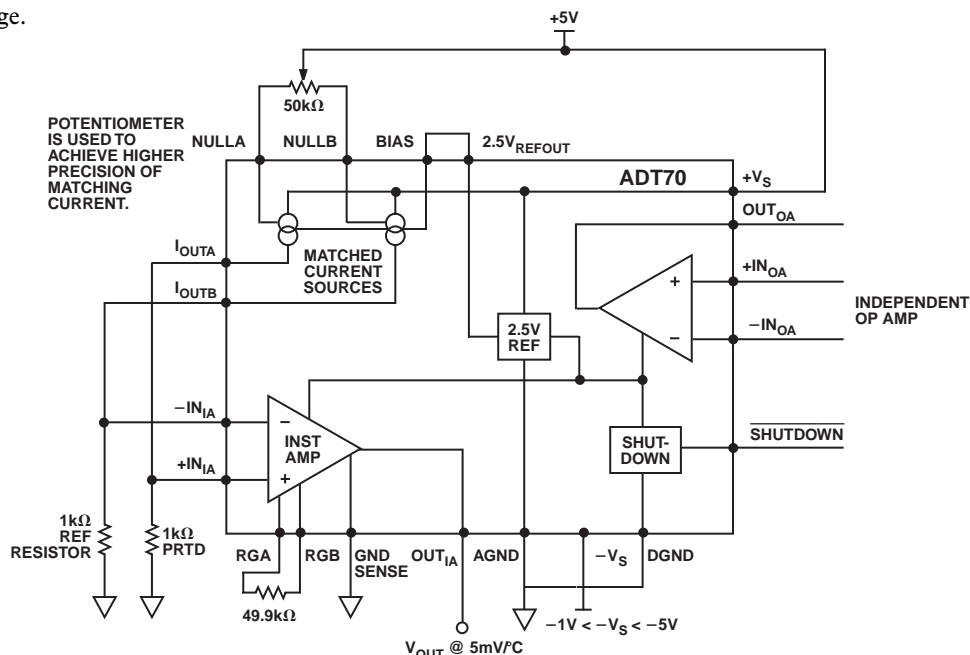 ge.
+5V
50kΩ
POTENTIOMETER
IS USED TO
ACHIEVE HIGHER
PRECISION OF
MATCHING
CURRENT.
NULLA
NULLB
BIAS
2.5VREFOUT
ADT70
+VS
OUTOA
IOUTA
MATCHED
CURRENT
SOURCES
+INOA
IOUTB
INDEPENDENT
OP AMP
2.5V
REF
−INOA
−INIA
INST
AMP
SHUT-
DOWN
SHUTDOWN
+INIA
1kΩ
REF
RESISTOR
1kΩ
PRTD
RGA
RGB
GND
SENSE
OUTIA
AGND
−VS
DGND
49.9kΩ
−1V < −VS < −5V
VOUT @ 5mV/°C
+
−
−
+